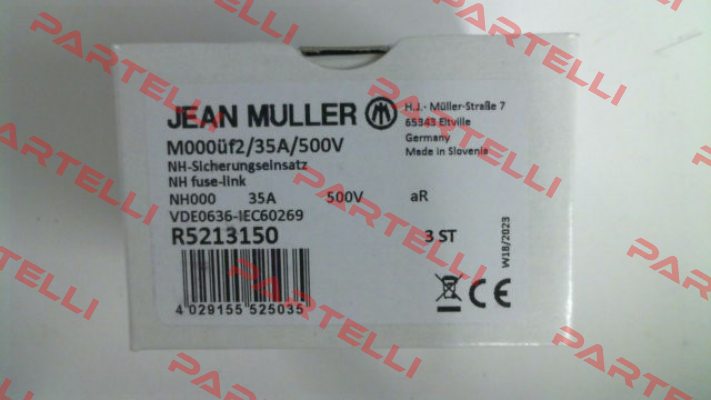 JEAN MÜLLER
H.J.- Müller-Straße 7
65343 Eltville
Germany
Made in Slovenia
M000üf2/35A/500V
NH-Sicherungseinsatz
NH fuse-link
NH000 35A 500V aR
VDE0636-IEC60269
R5213150 3 ST
W18/2023
4 029155 525035
CE
PARTELLI
PARTELLI
PARTELLI
PARTELLI
PARTELLI
PARTELLI
PARTELLI